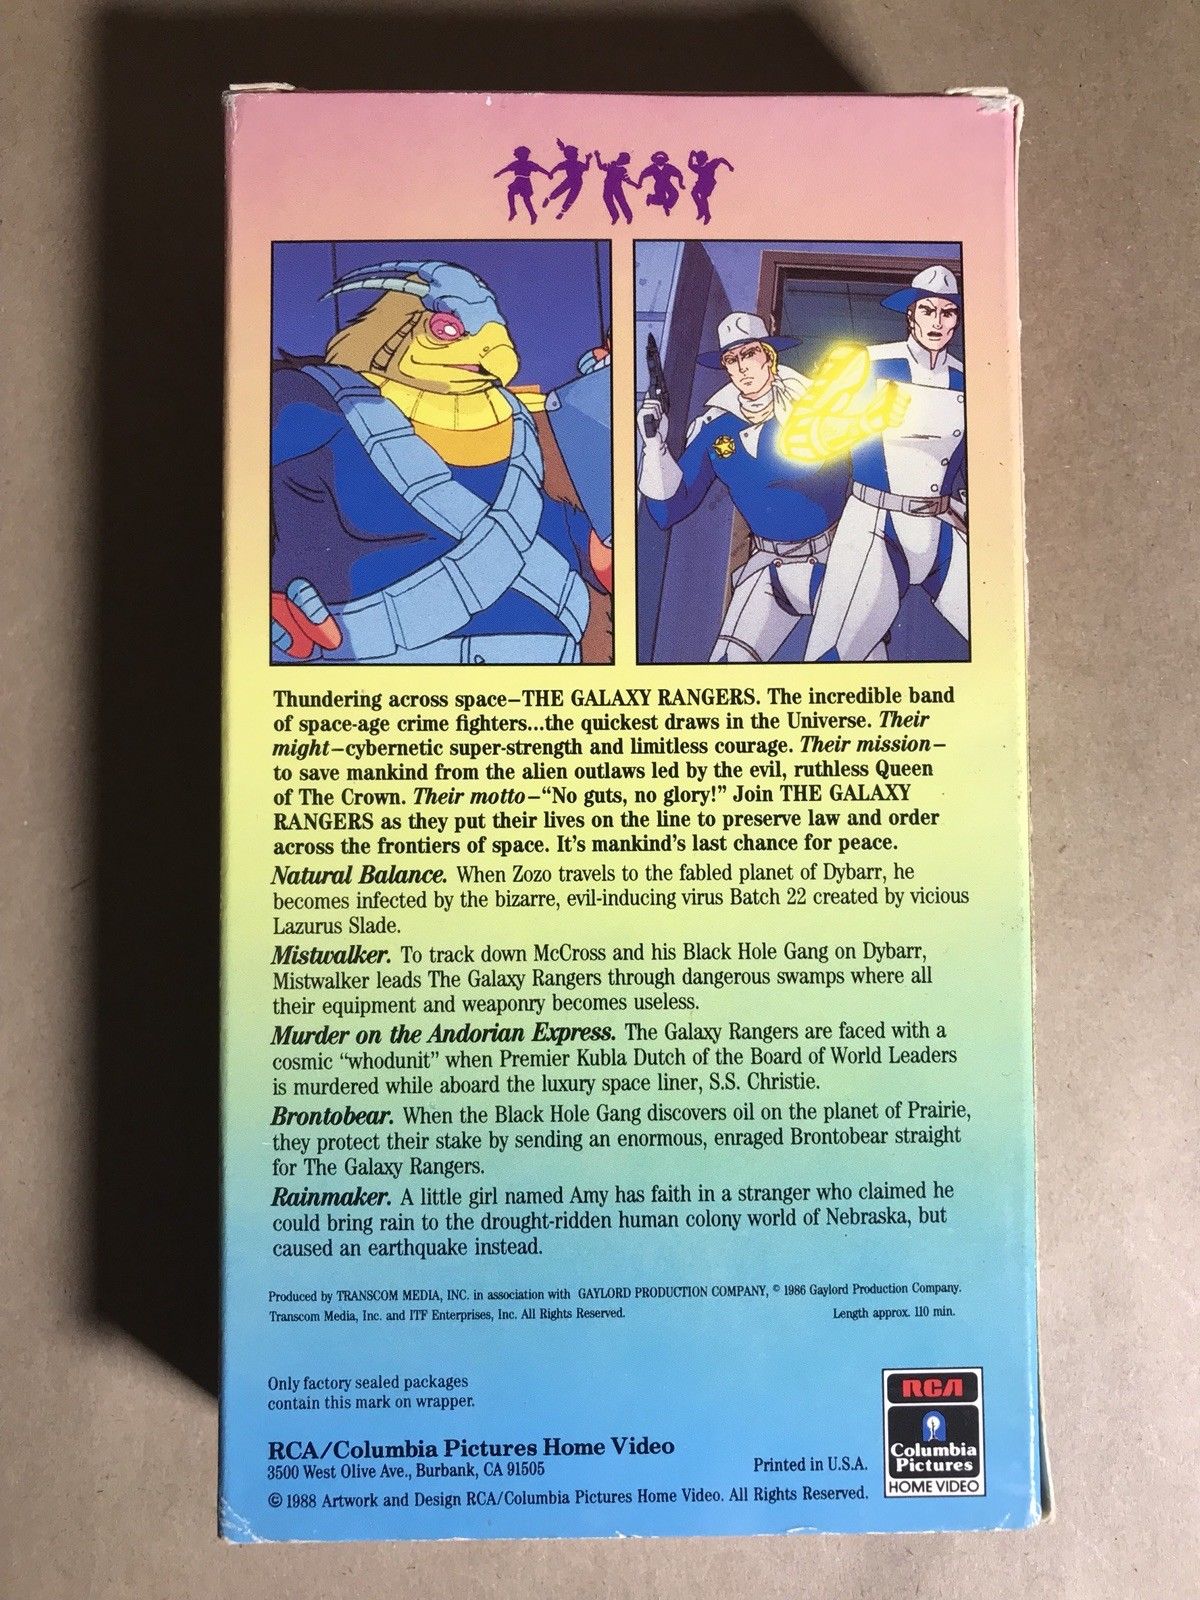 Thundering across space–THE GALAXY RANGERS. The incredible band
of space-age crime fighters...the quickest draws in the Universe. Their
might–cybernetic super-strength and limitless courage. Their mission–
to save mankind from the alien outlaws led by the evil, ruthless Queen
of The Crown. Their motto–“No guts, no glory!” Join THE GALAXY
RANGERS as they put their lives on the line to preserve law and order
across the frontiers of space. It’s mankind’s last chance for peace.
Natural Balance. When Zozo travels to the fabled planet of Dybarr, he
becomes infected by the bizarre, evil-inducing virus Batch 22 created by vicious
Lazurus Slade.
Mistwalker. To track down McCross and his Black Hole Gang on Dybarr,
Mistwalker leads The Galaxy Rangers through dangerous swamps where all
their equipment and weaponry becomes useless.
Murder on the Andorian Express. The Galaxy Rangers are faced with a
cosmic “whodunit” when Premier Kubla Dutch of the Board of World Leaders
is murdered while aboard the luxury space liner, S.S. Christie.
Brontobear. When the Black Hole Gang discovers oil on the planet of Prairie,
they protect their stake by sending an enormous, enraged Brontobear straight
for The Galaxy Rangers.
Rainmaker. A little girl named Amy has faith in a stranger who claimed he
could bring rain to the drought-ridden human colony world of Nebraska, but
caused an earthquake instead.
Produced by TRANSCOM MEDIA, INC. in association with GAYLORD PRODUCTION COMPANY, © 1986 Gaylord Production Company.
Transcom Media, Inc. and ITF Enterprises, Inc. All Rights Reserved. Length approx. 110 min.
Only factory sealed packages
contain this mark on wrapper.
RCA/Columbia Pictures Home Video
3500 West Olive Ave., Burbank, CA 91505 Printed in U.S.A.
© 1988 Artwork and Design RCA/Columbia Pictures Home Video. All Rights Reserved.
RCA
Columbia
Pictures
HOME VIDEO